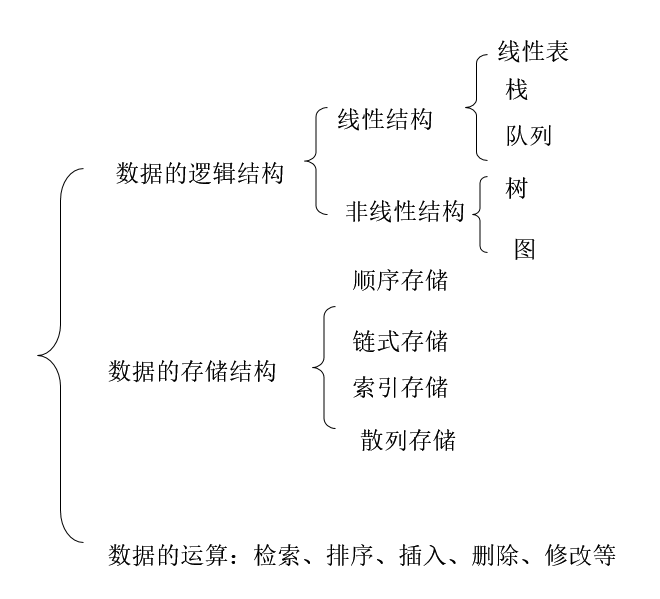 数据的逻辑结构
线性结构
线性表
栈
队列
非线性结构
树
图
数据的存储结构
顺序存储
链式存储
索引存储
散列存储
数据的运算：检索、排序、插入、删除、修改等